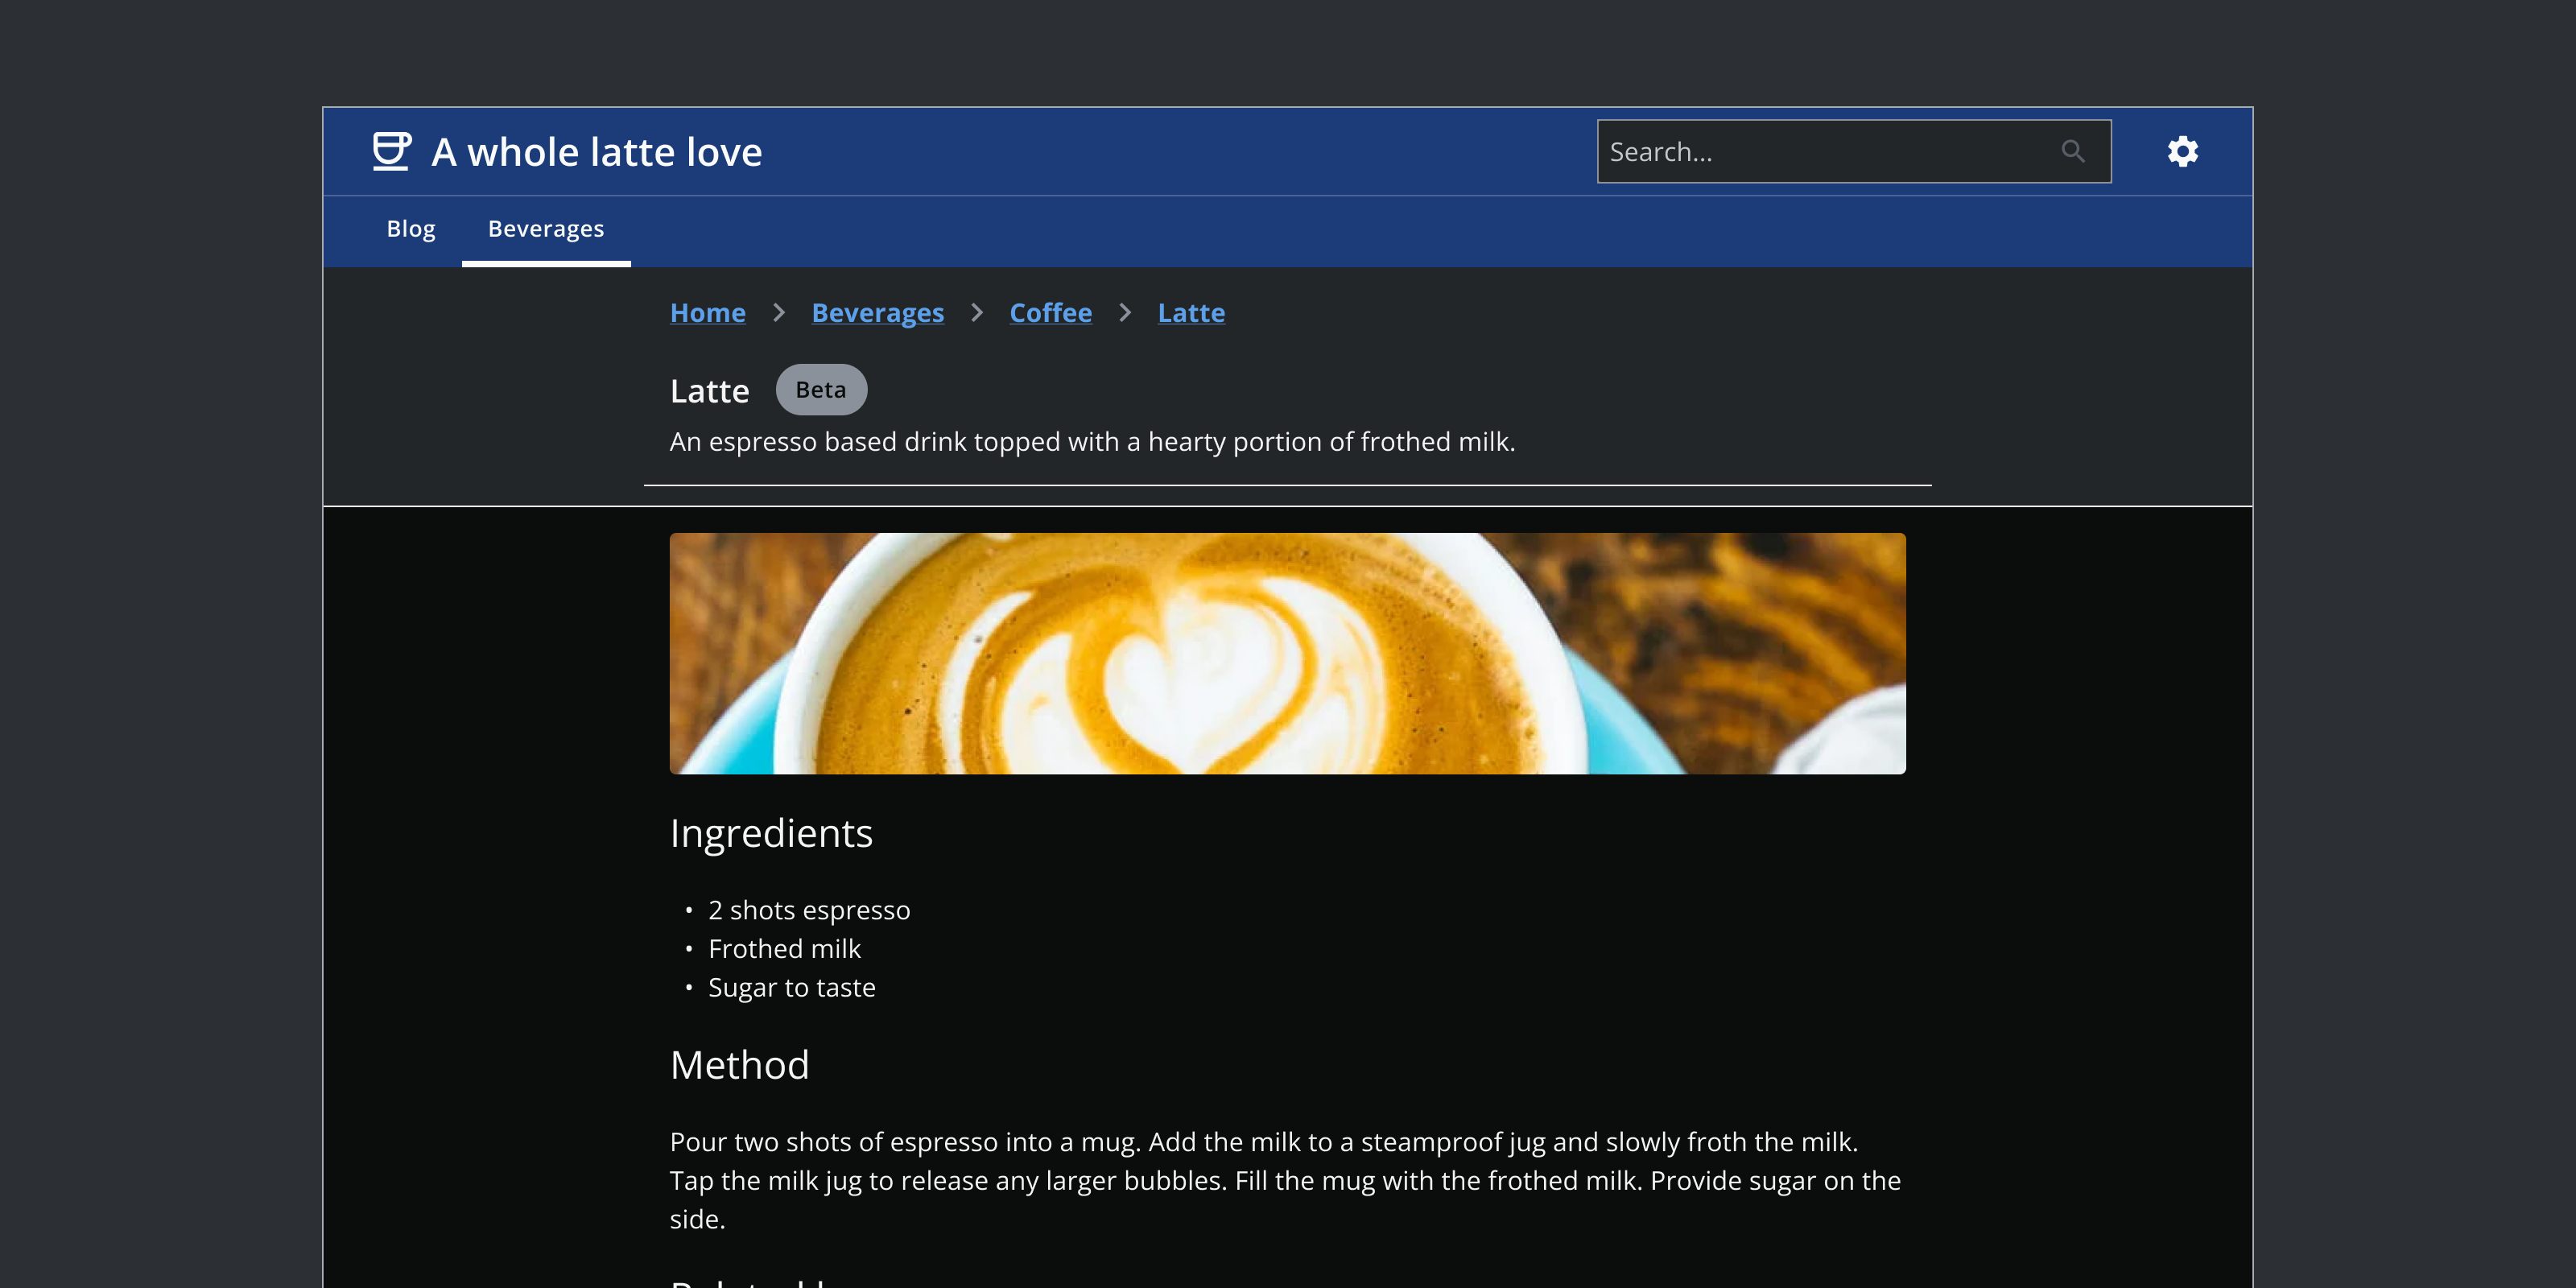 A whole latte love
Search...
Blog Beverages
Home Beverages Coffee Latte
Latte Beta
An espresso based drink topped with a hearty portion of frothed milk.
Ingredients
• 2 shots espresso
• Frothed milk
• Sugar to taste
Method
Pour two shots of espresso into a mug. Add the milk to a steamproof jug and slowly froth the milk.
Tap the milk jug to release any larger bubbles. Fill the mug with the frothed milk. Provide sugar on the
side.